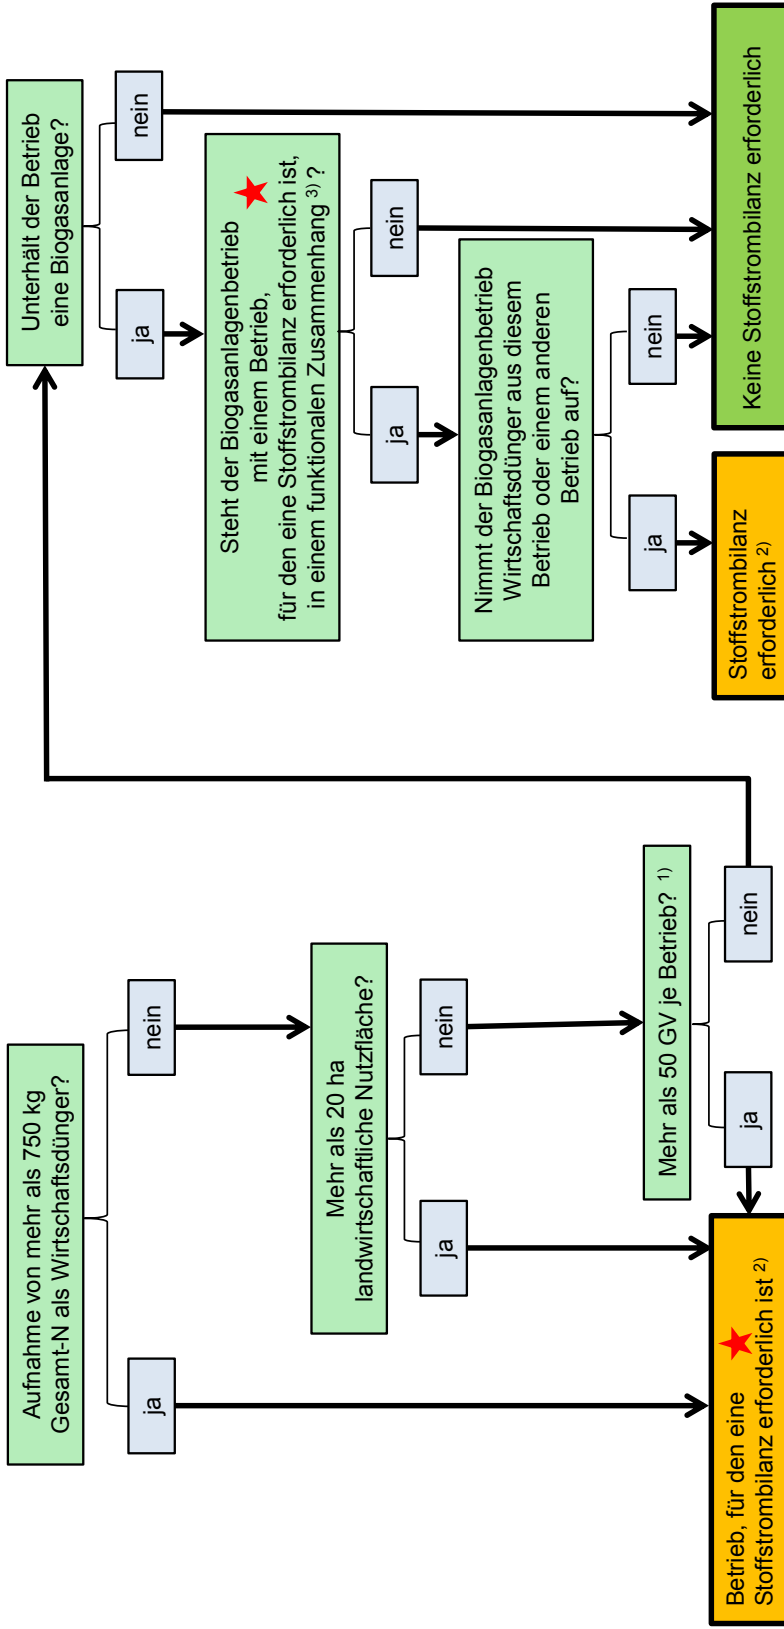 Aufnahme von mehr als 750 kg
Gesamt-N als Wirtschaftsdünger?
ja
nein
Mehr als 20 ha
landwirtschaftliche Nutzfläche?
ja
nein
Mehr als 50 GV je Betrieb? 1)
ja
nein
Betrieb, für den eine
Stoffstrombilanz erforderlich ist 2)
Unterhält der Betrieb
eine Biogasanlage?
ja
nein
Steht der Biogasanlagenbetrieb
mit einem Betrieb,
für den eine Stoffstrombilanz erforderlich ist,
in einem funktionalen Zusammenhang 3) ?
ja
nein
Nimmt der Biogasanlagenbetrieb
Wirtschaftsdünger aus diesem
Betrieb oder einem anderen
Betrieb auf?
ja
nein
Stoffstrombilanz
erforderlich 2)
Keine Stoffstrombilanz erforderlich